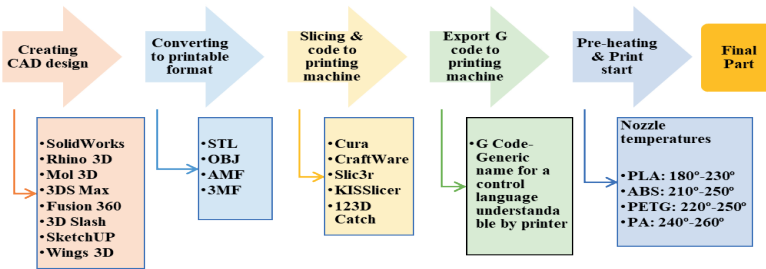 Creating
CAD design
Converting
to printable
format
Slicing &
code to
printing
machine
Export G
code to
printing
machine
Pre-heating
& Print
start
Final
Part
•SolidWorks
•Rhino 3D
•Mol 3D
•3DS Max
•Fusion 360
•3D Slash
•SketchUP
•Wings 3D
•STL
•OBJ
•AMF
•3MF
•Cura
•CraftWare
•Slic3r
•KISSlicer
•123D
Catch
•G Code-
Generic
name for a
control
language
understanda
ble by printer
Nozzle
temperatures
•PLA: 180º-230º
•ABS: 210º-250º
•PETG: 220º-250º
•PA: 240º-260º